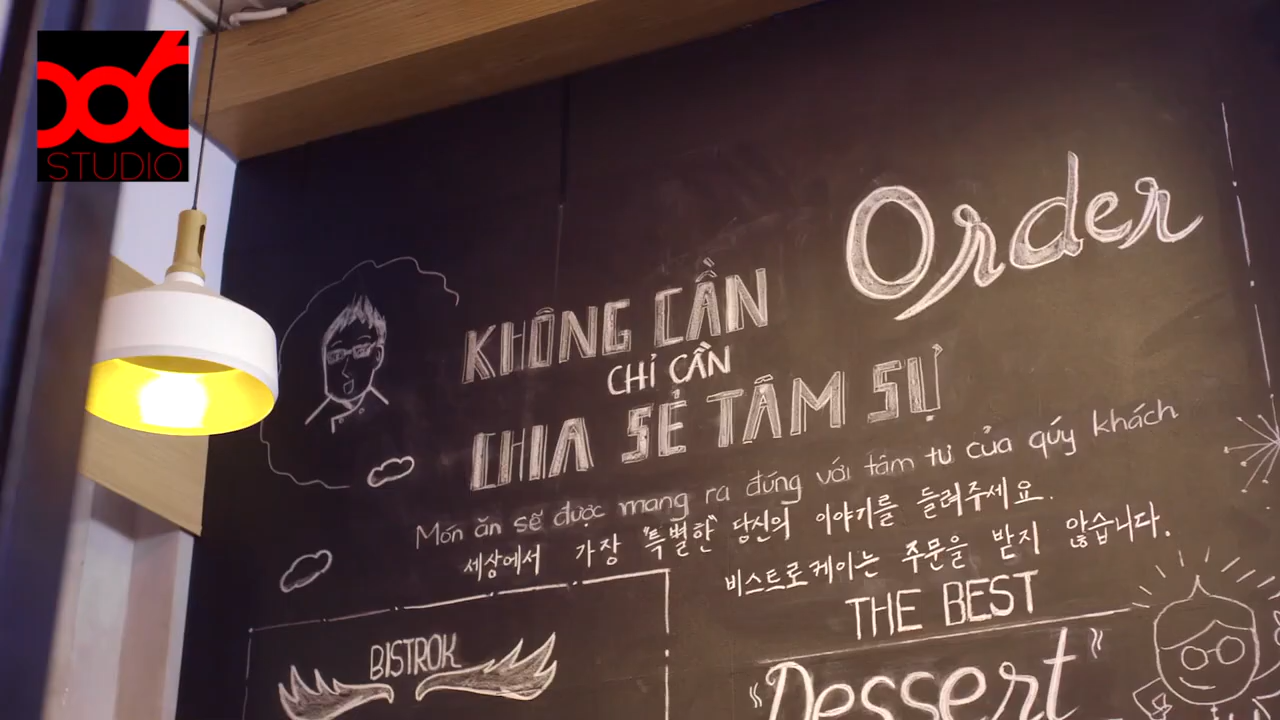 STUDIO
Order
KHÔNG CẦN
CHỈ CẦN
CHIA SẺ TÂM SỰ
Món ăn sẽ được mang ra đúng với tâm tư của qúy khách
세상에서 가장 "특별한" 당신의 이야기를 들려주세요.
비스트로케이는 주문을 받지 않습니다.
THE BEST
"Dessert"
BISTROK